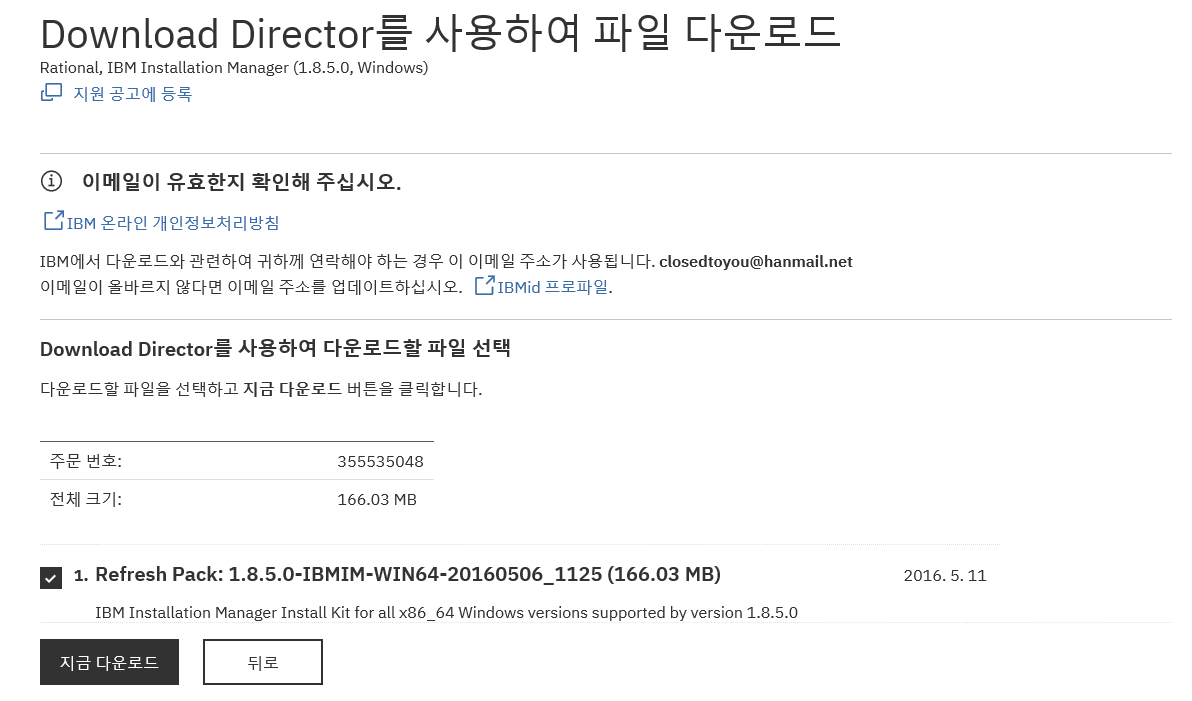 Download Director를 사용하여 파일 다운로드
Rational, IBM Installation Manager (1.8.5.0, Windows)
지원 공고에 등록
이메일이 유효한지 확인해 주십시오.
IBM 온라인 개인정보처리방침
IBM에서 다운로드와 관련하여 귀하께 연락해야 하는 경우 이 이메일 주소가 사용됩니다. closedtoyou@hanmail.net
이메일이 올바르지 않다면 이메일 주소를 업데이트하십시오. IBMid 프로파일.
Download Director를 사용하여 다운로드할 파일 선택
다운로드할 파일을 선택하고 지금 다운로드 버튼을 클릭합니다.
주문 번호: 355535048
전체 크기: 166.03 MB
1. Refresh Pack: 1.8.5.0-IBMIM-WIN64-20160506_1125 (166.03 MB) 2016. 5. 11
IBM Installation Manager Install Kit for all x86_64 Windows versions supported by version 1.8.5.0
지금 다운로드 뒤로